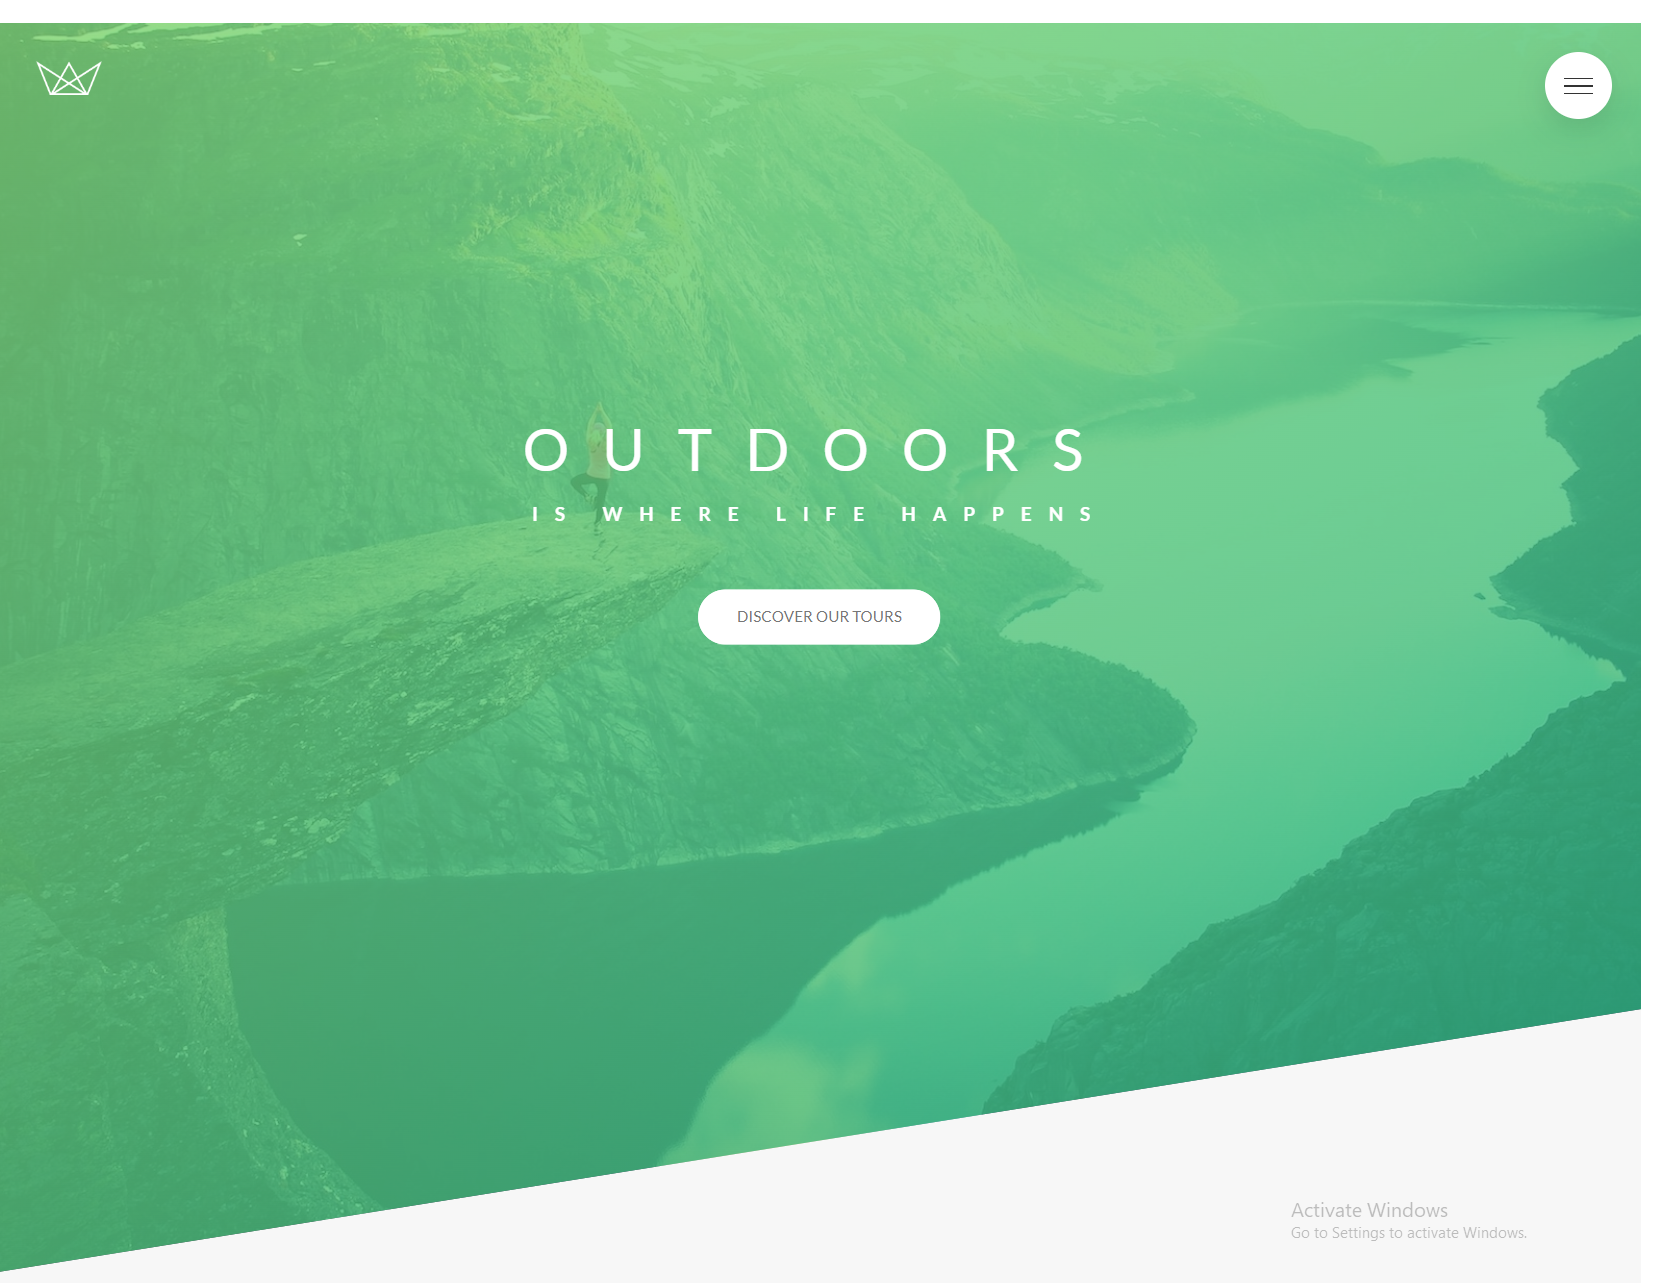 OUTDOORS
IS WHERE LIFE HAPPENS
DISCOVER OUR TOURS
Activate Windows
Go to Settings to activate Windows.